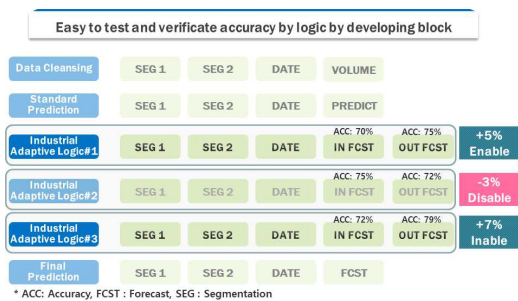 Easy to test and verificate accuracy by logic by developing block
Data Cleansing SEG 1 SEG 2 DATE VOLUME
Standard
Prediction SEG 1 SEG 2 DATE PREDICT
ACC: 70% ACC: 75%
Industrial
Adaptive Logic#1 SEG 1 SEG 2 DATE IN FCST OUT FCST
+5%
Enable
ACC: 75% ACC: 72%
Industrial
Adaptive Logic#2 SEG 1 SEG 2 DATE IN FCST OUT FCST
-3%
Disable
ACC: 72% ACC: 79%
Industrial
Adaptive Logic#3 SEG 1 SEG 2 DATE IN FCST OUT FCST
+7%
Inable
Final
Prediction SEG 1 SEG 2 DATE FCST
* ACC: Accuracy, FCST : Forecast, SEG : Segmentation